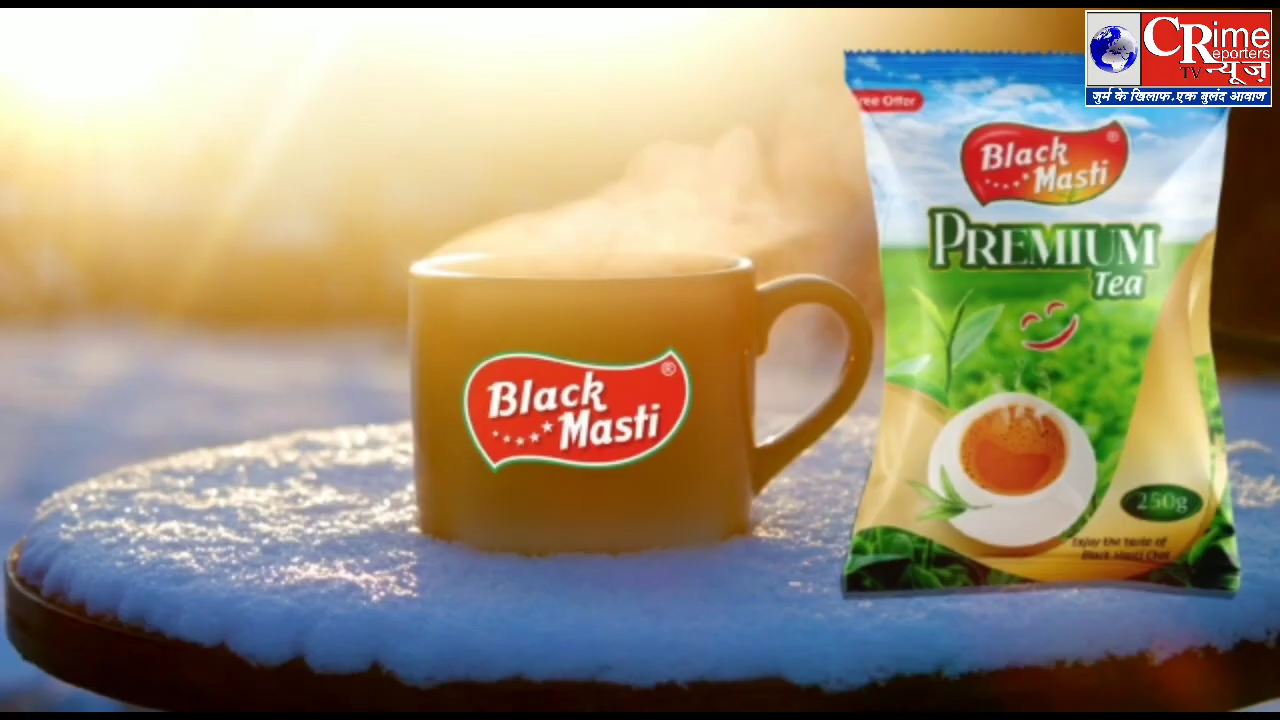 CRime
Reporters
TV न्यूज़
जुर्म के खिलाफ.एक बुलंद आवाज
ree Offer
Black ®
Masti
PREMIUM
Tea
Black ®
Masti
250g
Enjoy the taste of
Black Masti Chai